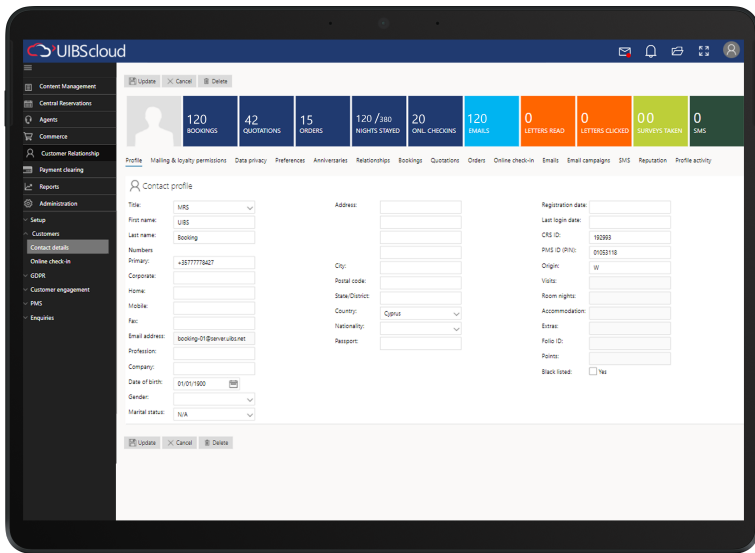 UIBScloud
Content Management
Central Reservations
Agents
Commerce
Customer Relationship
Payment clearing
Reports
Administration
Setup
Customers
Contact details
Online check-in
GDPR
Customer engagement
PMS
Enquiries
Update Cancel Delete
120 BOOKINGS
42 QUOTATIONS
15 ORDERS
120 /380 NIGHTS STAYED
20 ONL. CHECKINS
120 EMAILS
0 LETTERS READ
0 LETTERS CLICKED
00 SURVEYS TAKEN
0 SMS
Profile Mailing & loyalty permissions Data privacy Preferences Anniversaries Relationships Bookings Quotations Orders Online check-in Emails Email campaigns SMS Reputation Profile activity
Contact profile
Title: MRS
First name: UIBS
Last name: Booking
Numbers
Primary: +35777778427
Corporate:
Home:
Mobile:
Fax:
Email address: booking-01@server.uibs.net
Profession:
Company:
Date of birth: 01/01/1900
Gender:
Marital status: N/A
Address:
City:
Postal code:
State/District:
Country: Cyprus
Nationality:
Passport:
Registration date:
Last login date:
CRS ID: 192993
PMS ID (PIN): 01053118
Origin: W
Visits:
Room nights:
Accommodation:
Extras:
Folio ID:
Points:
Black listed: Yes
Update Cancel Delete